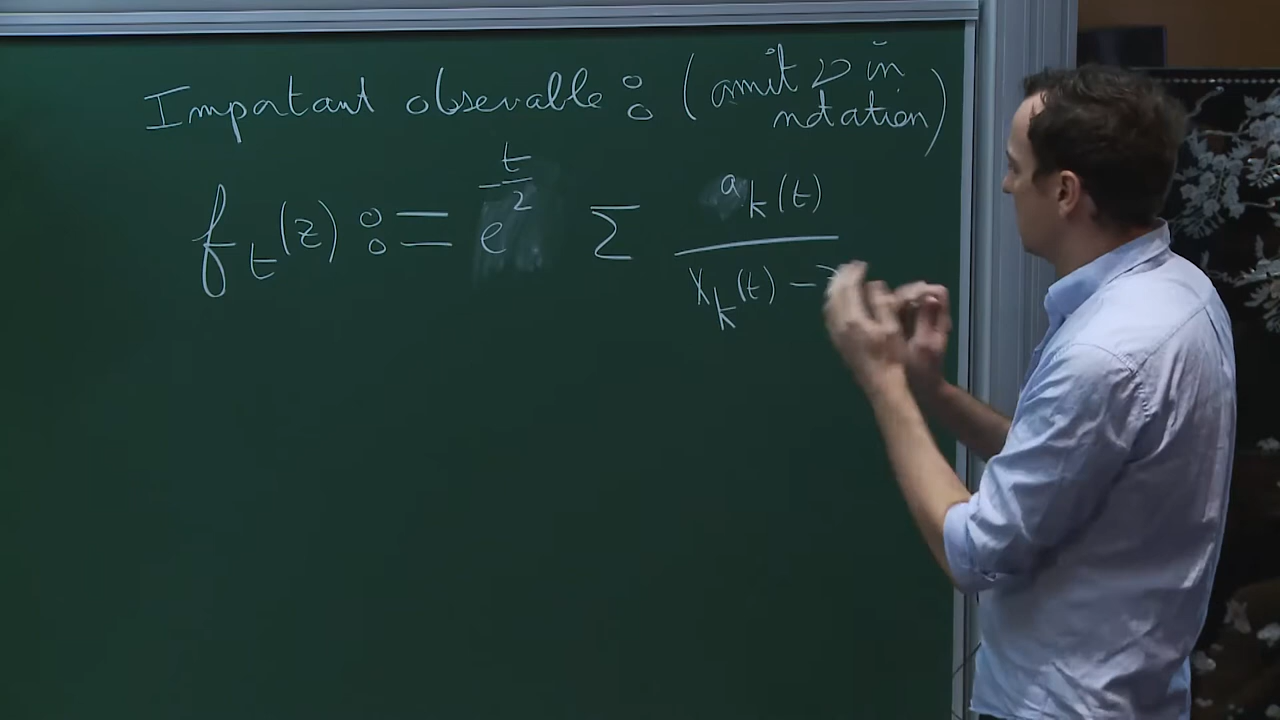 Important observable : (omit ν in
notation)
f_t(z) := e^{-t/2} Σ a_k(t) / x_k(t) - z